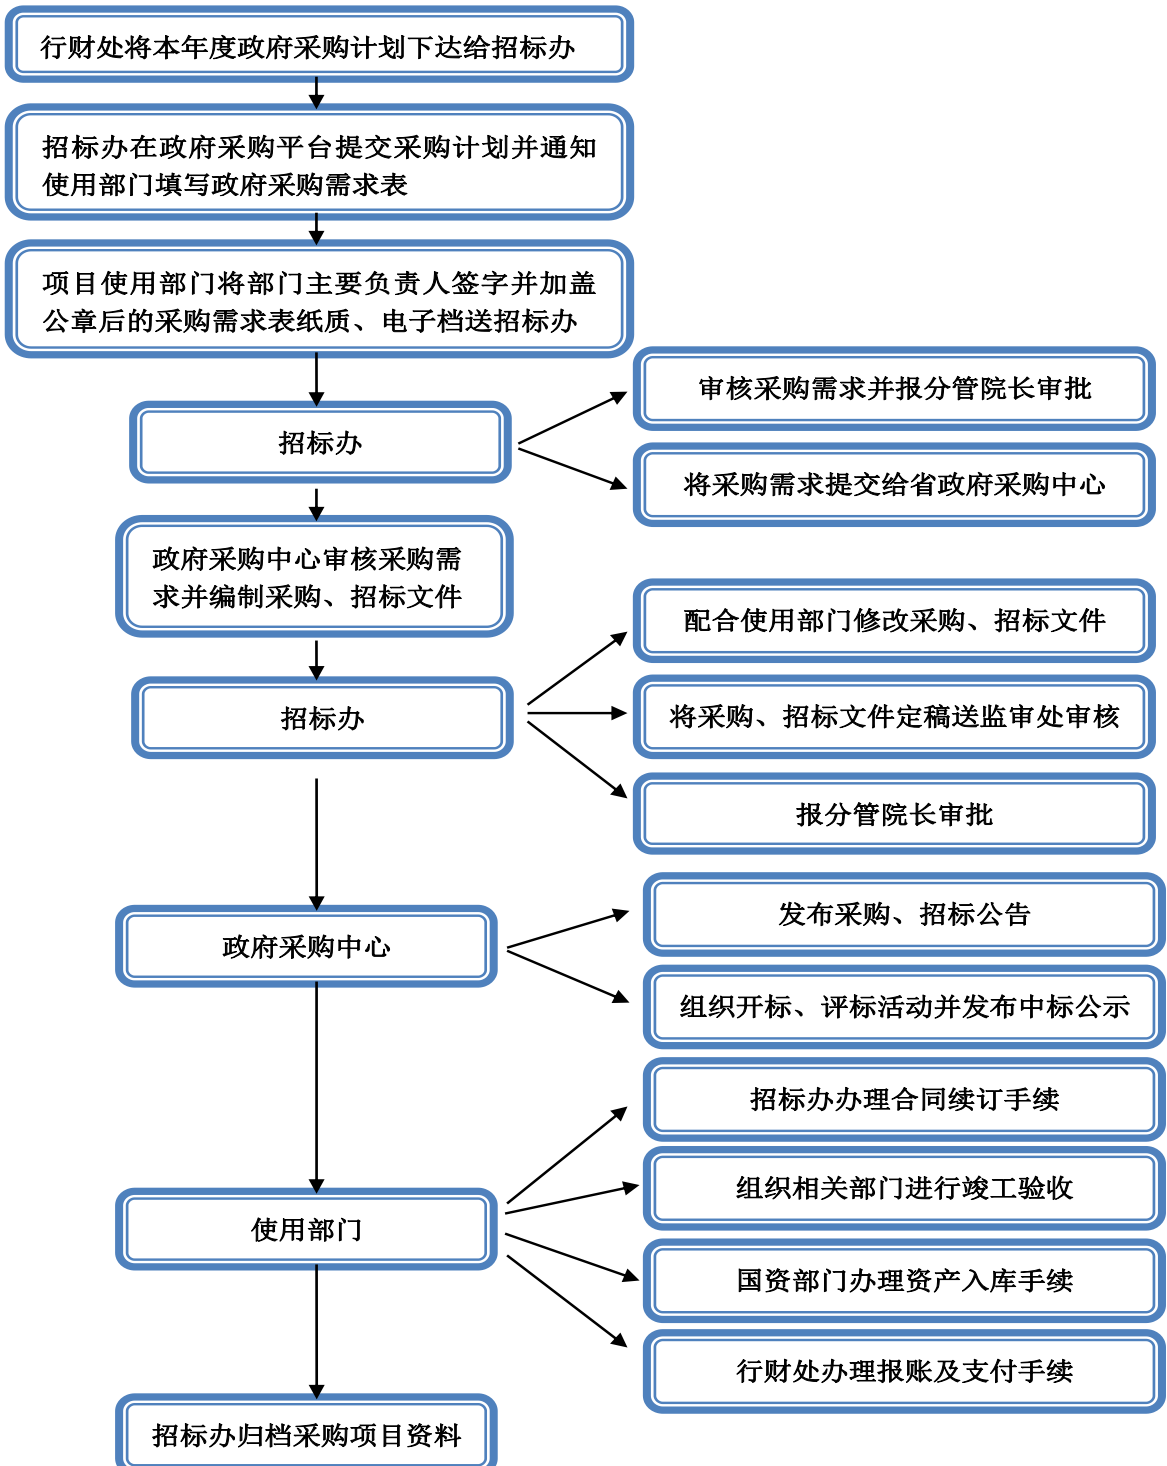 行财处将本年度政府采购计划下达给招标办
招标办在政府采购平台提交采购计划并通知
使用部门填写政府采购需求表
项目使用部门将部门主要负责人签字并加盖
公章后的采购需求表纸质、电子档送招标办
招标办
审核采购需求并报分管院长审批
将采购需求提交给省政府采购中心
政府采购中心审核采购需
求并编制采购、招标文件
招标办
配合使用部门修改采购、招标文件
将采购、招标文件定稿送监审处审核
报分管院长审批
政府采购中心
发布采购、招标公告
组织开标、评标活动并发布中标公示
使用部门
招标办办理合同续订手续
组织相关部门进行竣工验收
国资部门办理资产入库手续
行财处办理报账及支付手续
招标办归档采购项目资料